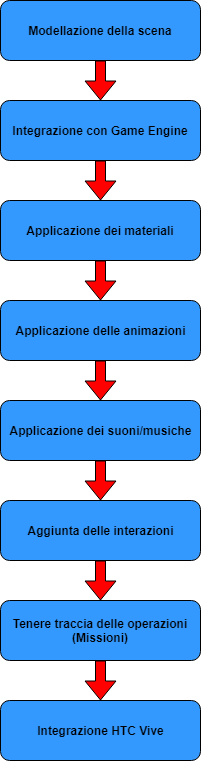 Modellazione della scena
Integrazione con Game Engine
Applicazione dei materiali
Applicazione delle animazioni
Applicazione dei suoni/musiche
Aggiunta delle interazioni
Tenere traccia delle operazioni
(Missioni)
Integrazione HTC Vive